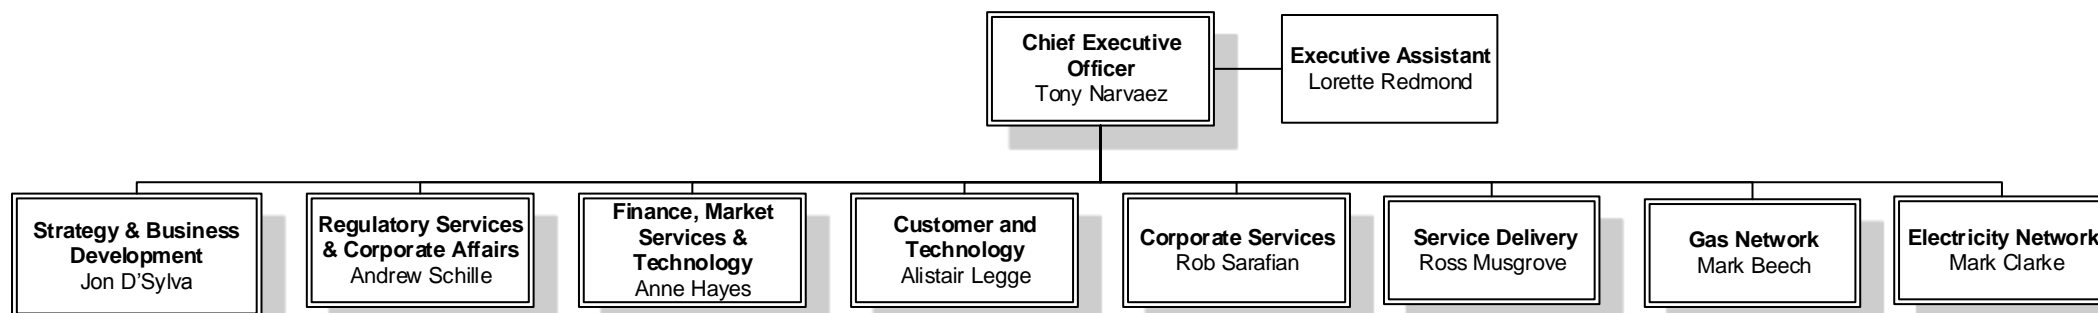 Chief Executive
Officer
Tony Narvaez
Executive Assistant
Lorette Redmond
Strategy & Business
Development
Jon D'Sylva
Regulatory Services
& Corporate Affairs
Andrew Schille
Finance, Market
Services &
Technology
Anne Hayes
Customer and
Technology
Alistair Legge
Corporate Services
Rob Sarafian
Service Delivery
Ross Musgrove
Gas Network
Mark Beech
Electricity Network
Mark Clarke